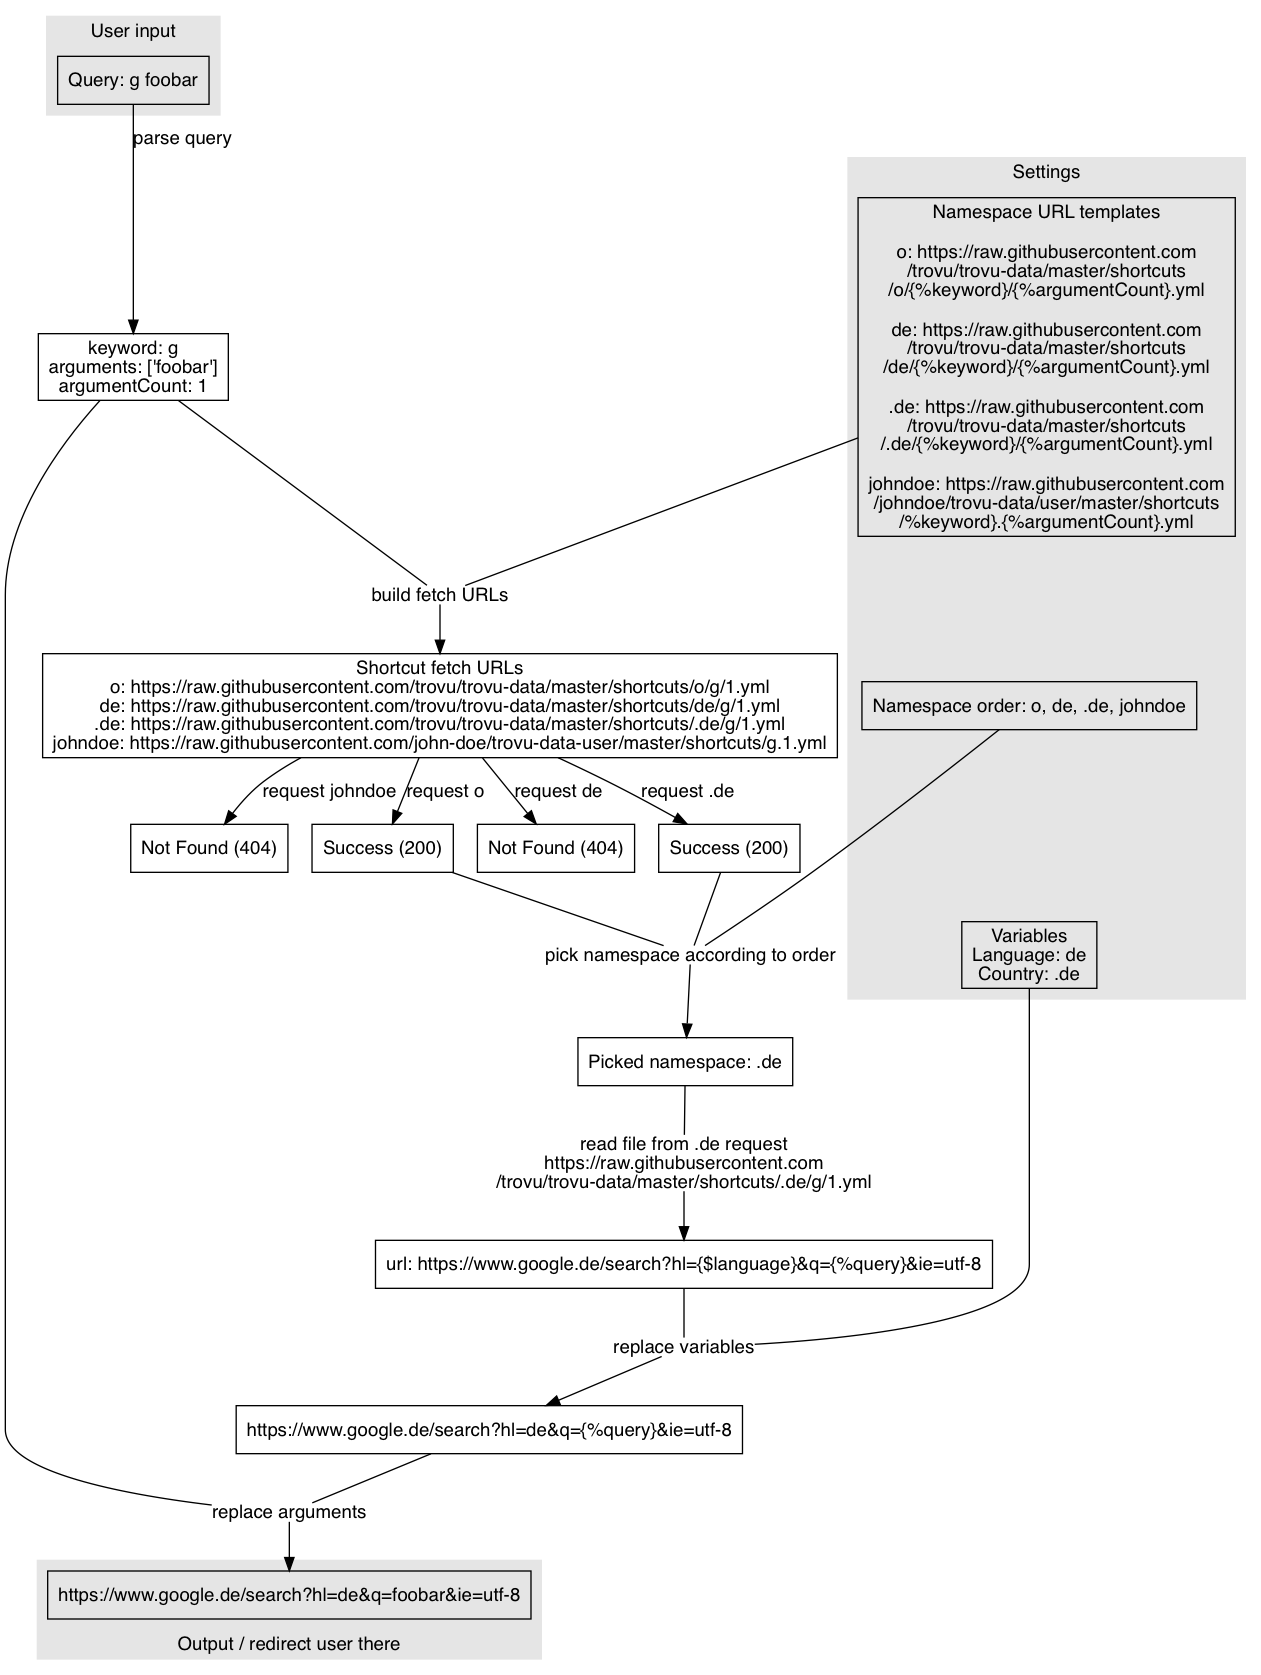 User input
Query: g foobar
parse query
Settings
Namespace URL templates
o: https://raw.githubusercontent.com
/trovu/trovu-data/master/shortcuts
/o/{%keyword}/{%argumentCount}.yml
de: https://raw.githubusercontent.com
/trovu/trovu-data/master/shortcuts
/de/{%keyword}/{%argumentCount}.yml
.de: https://raw.githubusercontent.com
/trovu/trovu-data/master/shortcuts
/.de/{%keyword}/{%argumentCount}.yml
johndoe: https://raw.githubusercontent.com
/johndoe/trovu-data/user/master/shortcuts
/%keyword}.{%argumentCount}.yml
keyword: g
arguments: ['foobar']
argumentCount: 1
build fetch URLs
Shortcut fetch URLs
o: https://raw.githubusercontent.com/trovu/trovu-data/master/shortcuts/o/g/1.yml
de: https://raw.githubusercontent.com/trovu/trovu-data/master/shortcuts/de/g/1.yml
.de: https://raw.githubusercontent.com/trovu/trovu-data/master/shortcuts/.de/g/1.yml
johndoe: https://raw.githubusercontent.com/john-doe/trovu-data-user/master/shortcuts/g.1.yml
Namespace order: o, de, .de, johndoe
request johndoe
request o
request de
request .de
Not Found (404)
Success (200)
Not Found (404)
Success (200)
pick namespace according to order
Variables
Language: de
Country: .de
Picked namespace: .de
read file from .de request
https://raw.githubusercontent.com
/trovu/trovu-data/master/shortcuts/.de/g/1.yml
url: https://www.google.de/search?hl={$language}&q={%query}&ie=utf-8
replace variables
https://www.google.de/search?hl=de&q={%query}&ie=utf-8
replace arguments
https://www.google.de/search?hl=de&q=foobar&ie=utf-8
Output / redirect user there